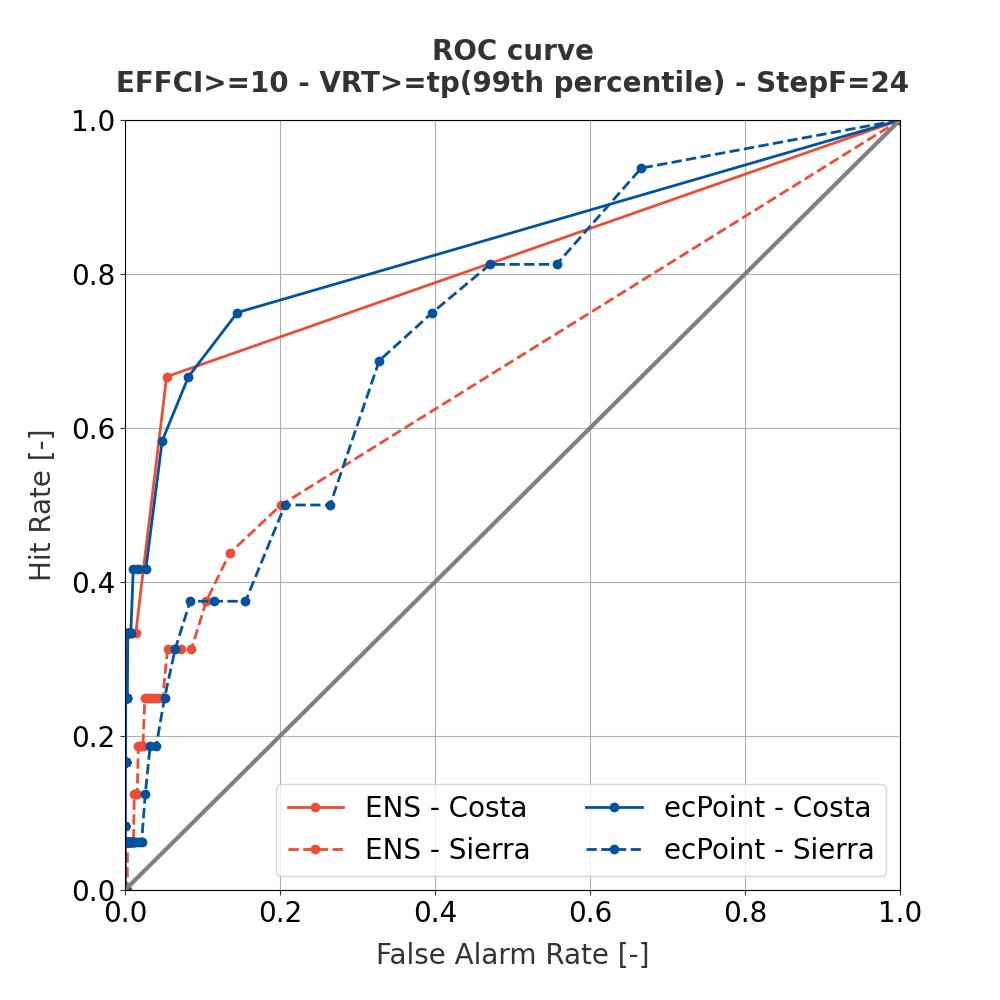 ROC curve
EFFCI>=10 - VRT>=tp(99th percentile) - StepF=24
1.0
0.8
0.6
0.4
0.2
0.0
Hit Rate [-]
ENS - Costa
ENS - Sierra
ecPoint - Costa
ecPoint - Sierra
0.0 0.2 0.4 0.6 0.8 1.0
False Alarm Rate [-]